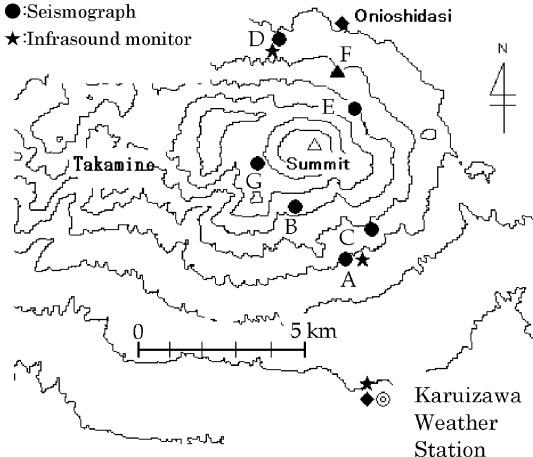 ●:Seismograph
★:Infrasound monitor
Onioshidasi
D
F
N
E
Takamine
Summit
G
B
C
A
0 5 km
Karuizawa
Weather
Station